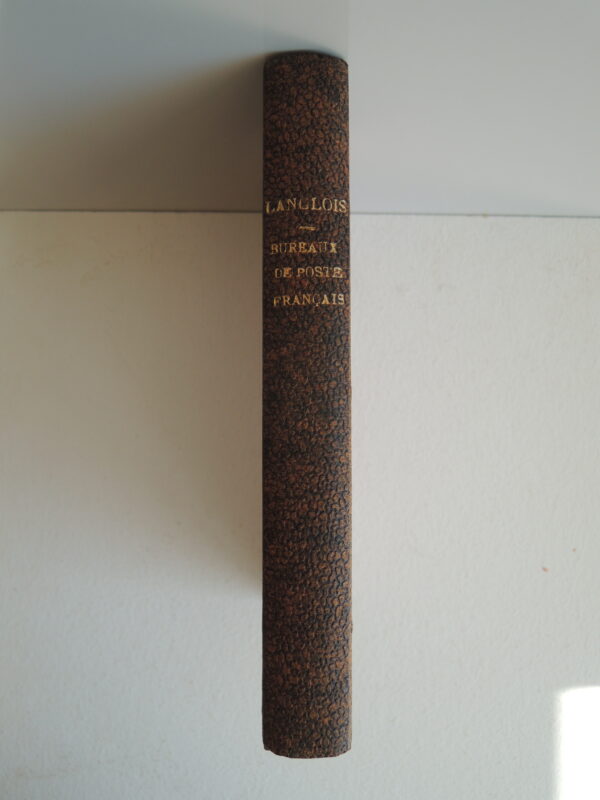 LANGLOIS
BUREAUX
DE POSTE
FRANÇAIS